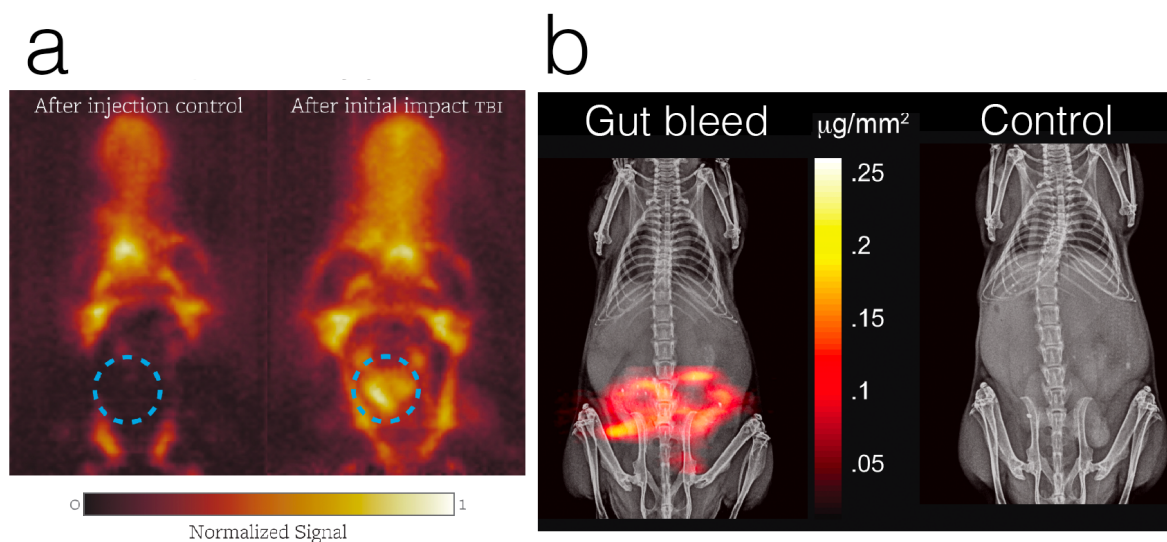 a
After injection control
After initial impact TBI
0
1
Normalized Signal
b
Gut bleed
µg/mm²
Control
.25
.2
.15
.1
.05